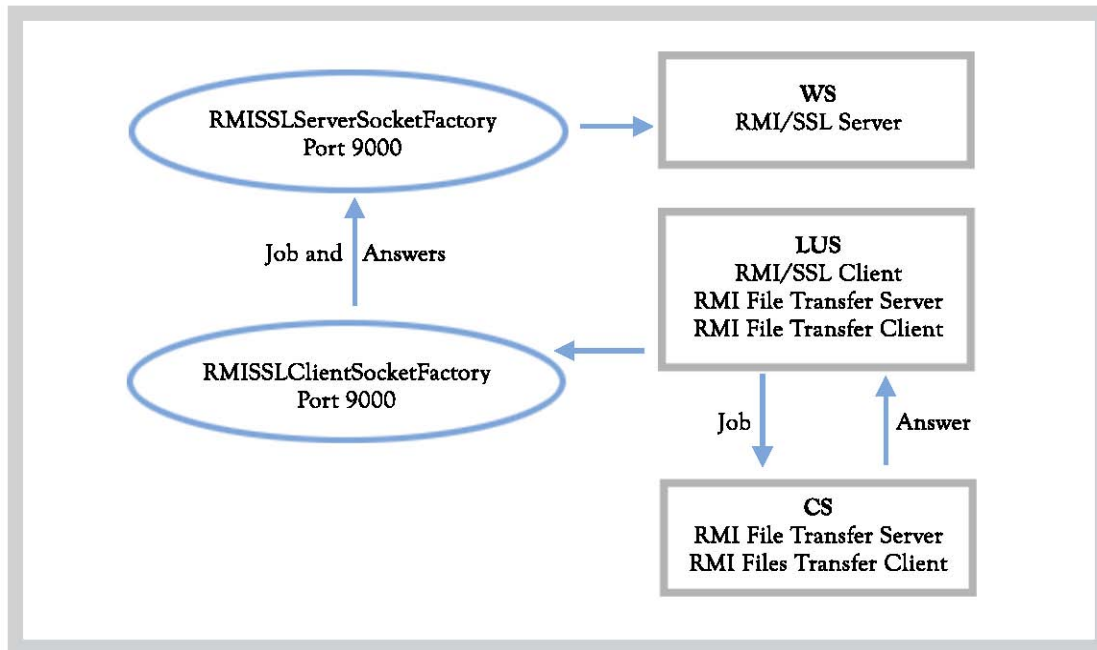 RMISSLServerSocketFactory
Port 9000
WS
RMI/SSL Server
Job and Answers
LUS
RMI/SSL Client
RMI File Transfer Server
RMI File Transfer Client
RMISSLClientSocketFactory
Port 9000
Job
Answer
CS
RMI File Transfer Server
RMI Files Transfer Client